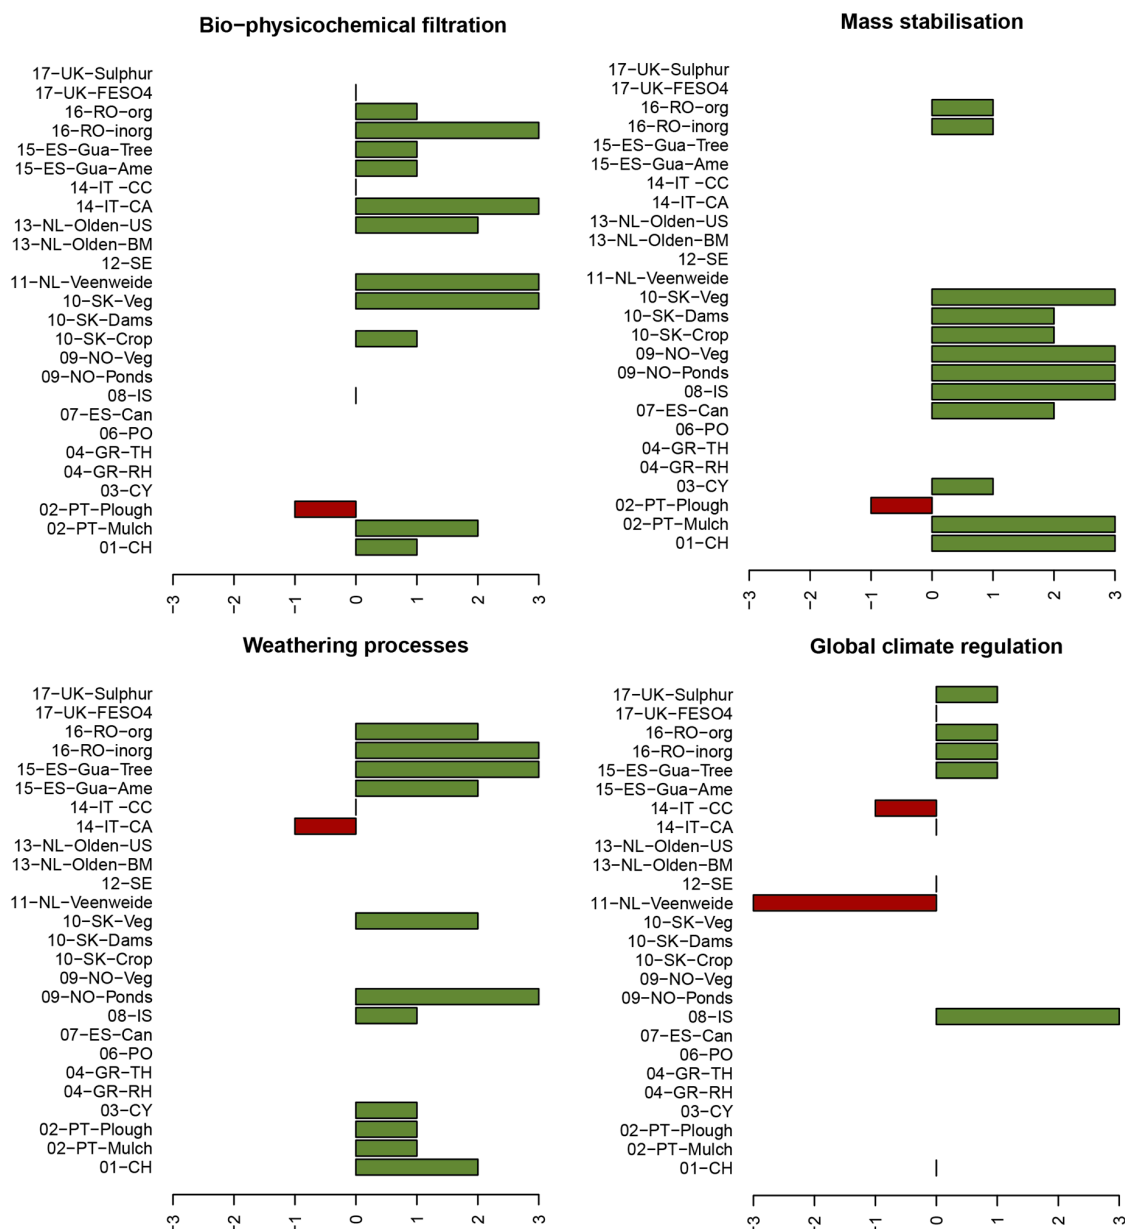 Bio−physicochemical filtration
17−UK−Sulphur
17−UK−FESO4
16−RO−org
16−RO−inorg
15−ES−Gua−Tree
15−ES−Gua−Ame
14−IT −CC
14−IT−CA
13−NL−Olden−US
13−NL−Olden−BM
12−SE
11−NL−Veenweide
10−SK−Veg
10−SK−Dams
10−SK−Crop
09−NO−Veg
09−NO−Ponds
08−IS
07−ES−Can
06−PO
04−GR−TH
04−GR−RH
03−CY
02−PT−Plough
02−PT−Mulch
01−CH
-3 -2 -1 0 1 2 3
Mass stabilisation
17−UK−Sulphur
17−UK−FESO4
16−RO−org
16−RO−inorg
15−ES−Gua−Tree
15−ES−Gua−Ame
14−IT −CC
14−IT−CA
13−NL−Olden−US
13−NL−Olden−BM
12−SE
11−NL−Veenweide
10−SK−Veg
10−SK−Dams
10−SK−Crop
09−NO−Veg
09−NO−Ponds
08−IS
07−ES−Can
06−PO
04−GR−TH
04−GR−RH
03−CY
02−PT−Plough
02−PT−Mulch
01−CH
-3 -2 -1 0 1 2 3
Weathering processes
17−UK−Sulphur
17−UK−FESO4
16−RO−org
16−RO−inorg
15−ES−Gua−Tree
15−ES−Gua−Ame
14−IT −CC
14−IT−CA
13−NL−Olden−US
13−NL−Olden−BM
12−SE
11−NL−Veenweide
10−SK−Veg
10−SK−Dams
10−SK−Crop
09−NO−Veg
09−NO−Ponds
08−IS
07−ES−Can
06−PO
04−GR−TH
04−GR−RH
03−CY
02−PT−Plough
02−PT−Mulch
01−CH
-3 -2 -1 0 1 2 3
Global climate regulation
17−UK−Sulphur
17−UK−FESO4
16−RO−org
16−RO−inorg
15−ES−Gua−Tree
15−ES−Gua−Ame
14−IT −CC
14−IT−CA
13−NL−Olden−US
13−NL−Olden−BM
12−SE
11−NL−Veenweide
10−SK−Veg
10−SK−Dams
10−SK−Crop
09−NO−Veg
09−NO−Ponds
08−IS
07−ES−Can
06−PO
04−GR−TH
04−GR−RH
03−CY
02−PT−Plough
02−PT−Mulch
01−CH
-3 -2 -1 0 1 2 3